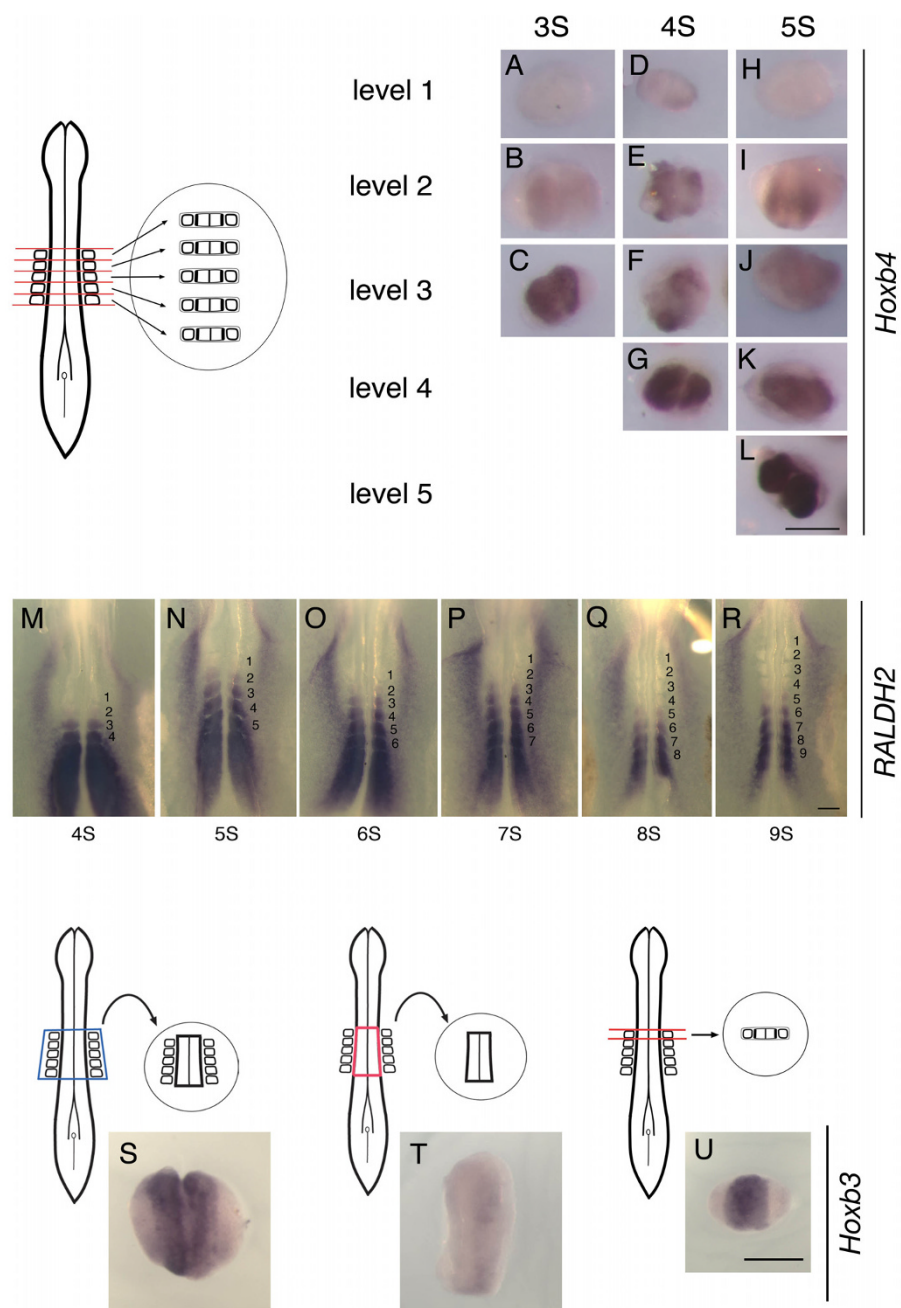 3S 4S 5S
level 1
A D H
level 2
B E I
level 3
C F J
level 4
G K
level 5
L
Hoxb4
M N O P Q R
1
2
3
4
1
2
3
4
5
1
2
3
4
5
6
1
2
3
4
5
6
7
1
2
3
4
5
6
7
8
1
2
3
4
5
6
7
8
9
RALDH2
4S 5S 6S 7S 8S 9S
S T U
Hoxb3